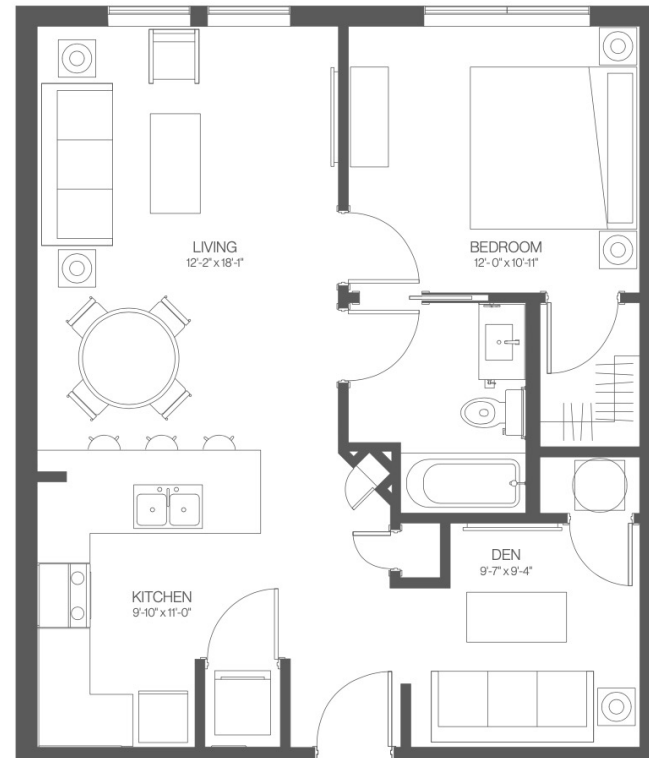 LIVING
12'-2" x 18'-1"
BEDROOM
12'-0" x 10'-11"
DEN
9'-7" x 9'-4"
KITCHEN
9'-10" x 11'-0"